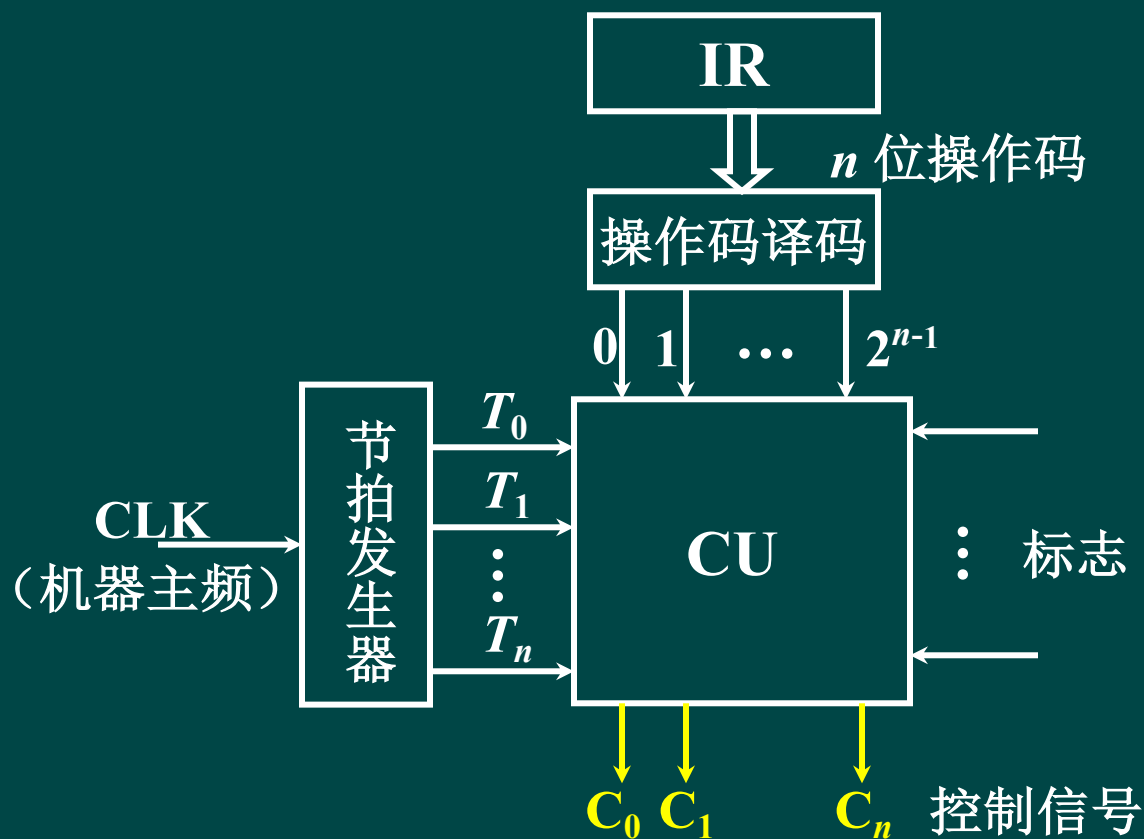 IR
n 位操作码
操作码译码
0 1 … 2ⁿ⁻¹
节拍发生器
T₀
T₁
⋮
Tₙ
CLK
（机器主频）
CU
⋮ 标志
C₀ C₁ Cₙ 控制信号